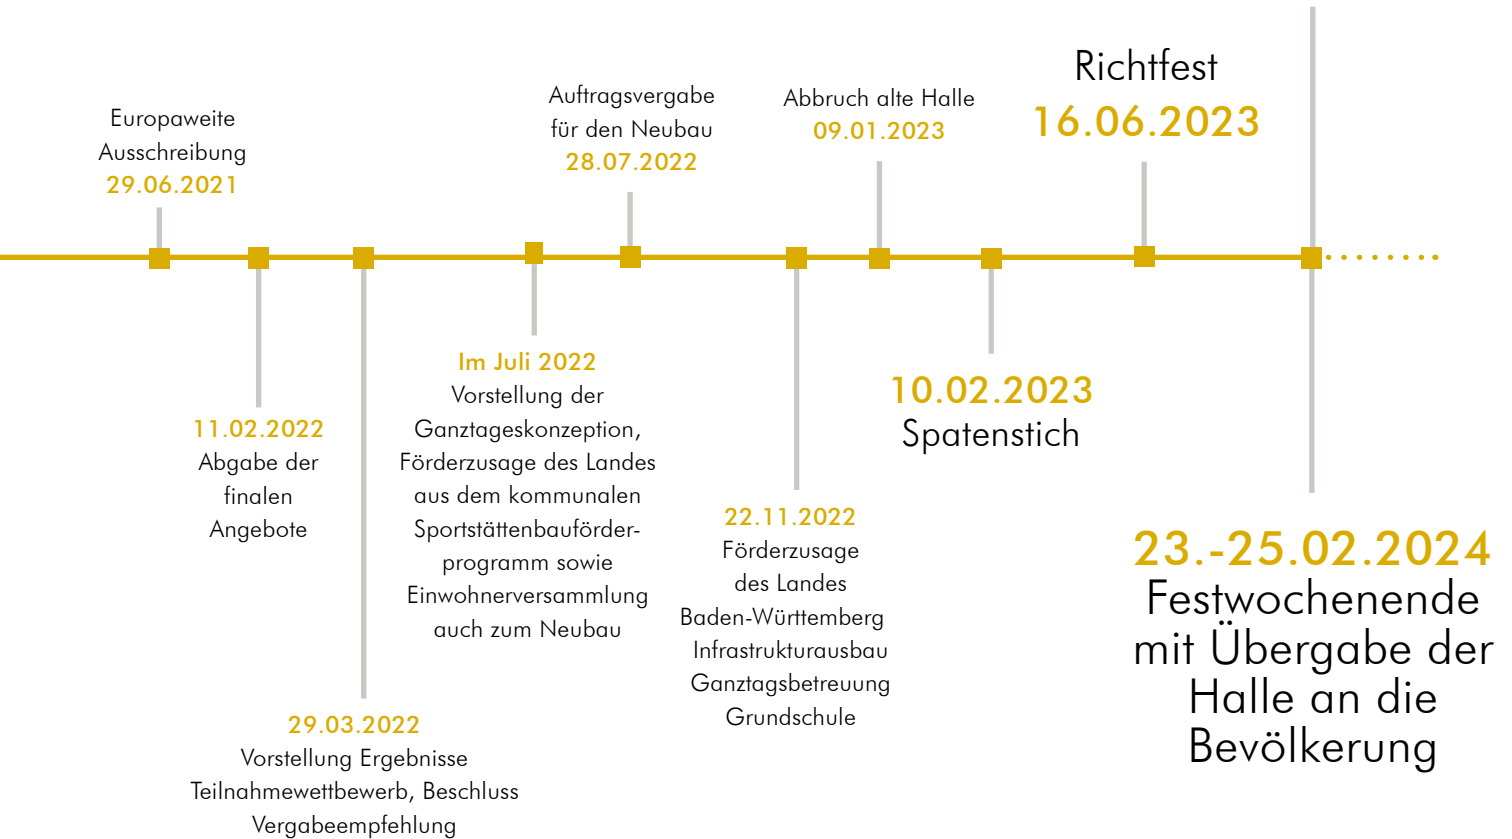 Europaweite
Ausschreibung
29.06.2021
11.02.2022
Abgabe der
finalen
Angebote
29.03.2022
Vorstellung Ergebnisse
Teilnahmewettbewerb, Beschluss
Vergabeempfehlung
Im Juli 2022
Vorstellung der
Ganztageskonzeption,
Förderzusage des Landes
aus dem kommunalen
Sportstättenbauförder-
programm sowie
Einwohnerversammlung
auch zum Neubau
Auftragsvergabe
für den Neubau
28.07.2022
22.11.2022
Förderzusage
des Landes
Baden-Württemberg
Infrastrukturausbau
Ganztagsbetreuung
Grundschule
Abbruch alte Halle
09.01.2023
10.02.2023
Spatenstich
Richtfest
16.06.2023
23.-25.02.2024
Festwochenende
mit Übergabe der
Halle an die
Bevölkerung